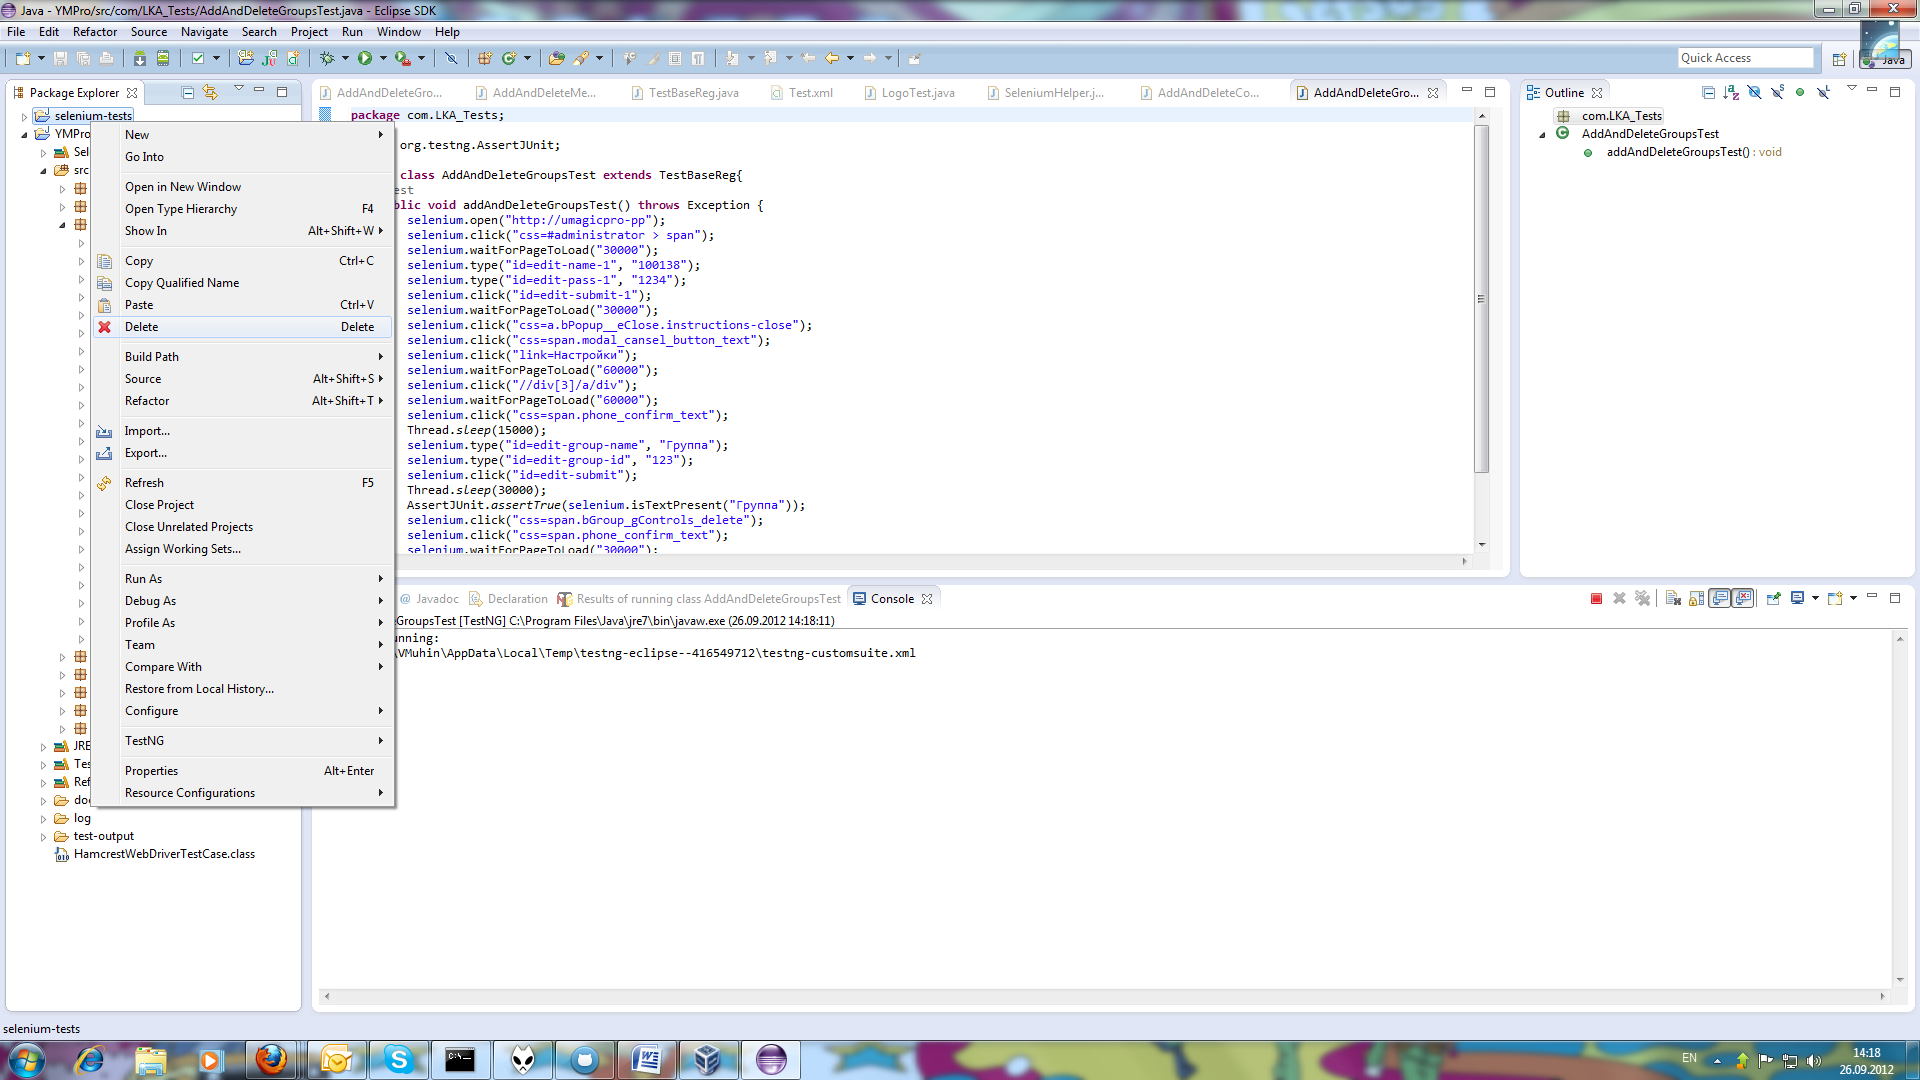 Java - YMPro/src/com/LKA_Tests/AddAndDeleteGroupsTest.java - Eclipse SDK
File Edit Refactor Source Navigate Search Project Run Window Help
Quick Access
Java
Package Explorer
selenium-tests
YMPro
Sel
src
JRE
Tes
Ref
doc
log
test-output
HamcrestWebDriverTestCase.class
New
Go Into
Open in New Window
Open Type Hierarchy F4
Show In Alt+Shift+W
Copy Ctrl+C
Copy Qualified Name
Paste Ctrl+V
Delete Delete
Build Path
Source Alt+Shift+S
Refactor Alt+Shift+T
Import...
Export...
Refresh F5
Close Project
Close Unrelated Projects
Assign Working Sets...
Run As
Debug As
Profile As
Team
Compare With
Restore from Local History...
Configure
TestNG
Properties Alt+Enter
Resource Configurations
AddAndDeleteGro... AddAndDeleteMe... TestBaseReg.java Test.xml LogoTest.java SeleniumHelper.j... AddAndDeleteCo... AddAndDeleteGro...
package com.LKA_Tests;
org.testng.AssertJUnit;
class AddAndDeleteGroupsTest extends TestBaseReg{
est
blic void addAndDeleteGroupsTest() throws Exception {
selenium.open("http://umagicpro-pp");
selenium.click("css=#administrator > span");
selenium.waitForPageToLoad("30000");
selenium.type("id=edit-name-1", "100138");
selenium.type("id=edit-pass-1", "1234");
selenium.click("id=edit-submit-1");
selenium.waitForPageToLoad("30000");
selenium.click("css=a.bPopup__eClose.instructions-close");
selenium.click("css=span.modal_cansel_button_text");
selenium.click("link=Настройки");
selenium.waitForPageToLoad("60000");
selenium.click("//div[3]/a/div");
selenium.waitForPageToLoad("60000");
selenium.click("css=span.phone_confirm_text");
Thread.sleep(15000);
selenium.type("id=edit-group-name", "Группа");
selenium.type("id=edit-group-id", "123");
selenium.click("id=edit-submit");
Thread.sleep(30000);
AssertJUnit.assertTrue(selenium.isTextPresent("Группа"));
selenium.click("css=span.bGroup_gControls_delete");
selenium.click("css=span.phone_confirm_text");
selenium.waitForPageToLoad("30000");
Outline
com.LKA_Tests
AddAndDeleteGroupsTest
addAndDeleteGroupsTest() : void
@ Javadoc Declaration Results of running class AddAndDeleteGroupsTest Console
GroupsTest [TestNG] C:\Program Files\Java\jre7\bin\javaw.exe (26.09.2012 14:18:11)
unning:
\VMuhin\AppData\Local\Temp\testng-eclipse--416549712\testng-customsuite.xml
selenium-tests
EN
14:18
26.09.2012